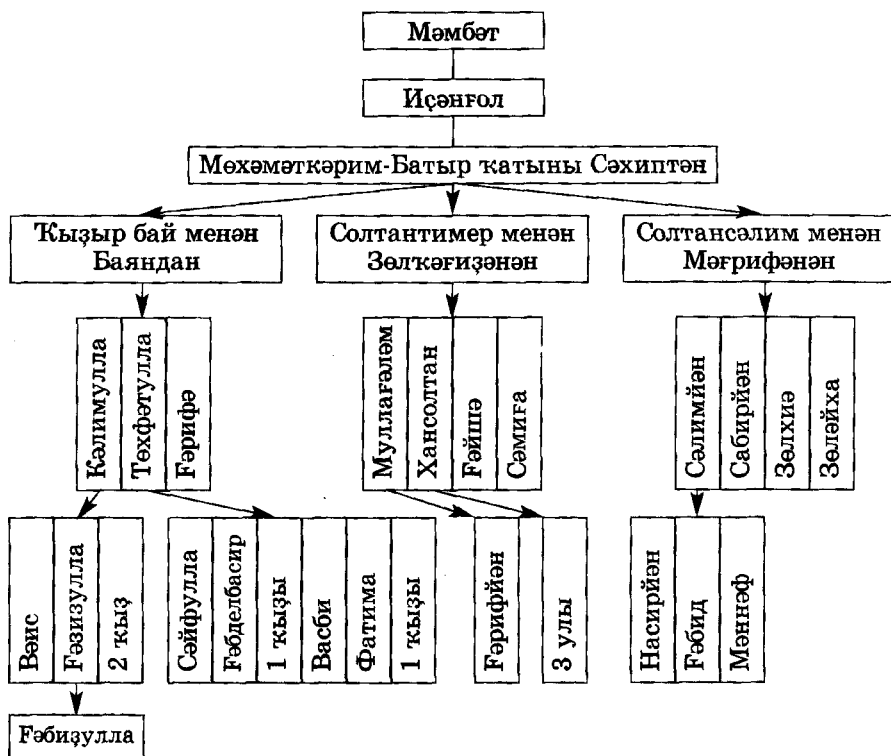 Мәмбәт
Иҫәнғол
Мөхәмәткәрим-Батыр ҡатыны Сәхиптән
Ҡыҙыр бай менән
Баяндан
Солтантимер менән
Зөлҡәғиҙәнән
Солтансәлим менән
Мәғрифәнән
Кәлимулла
Төхфәтулла
Ғәрифә
Муллағәләм
Хансолтан
Ғәйшә
Сәмиға
Сәлимйән
Сабирйән
Зөлхиә
Зөләйха
Вәис
Ғәзизулла
2 ҡыҙ
Сәйфулла
Ғәбделбасир
1 ҡыҙы
Васби
Фатима
1 ҡыҙы
Ғәрифйән
3 улы
Насирйән
Ғәбид
Мәннәф
Ғәбиҙулла